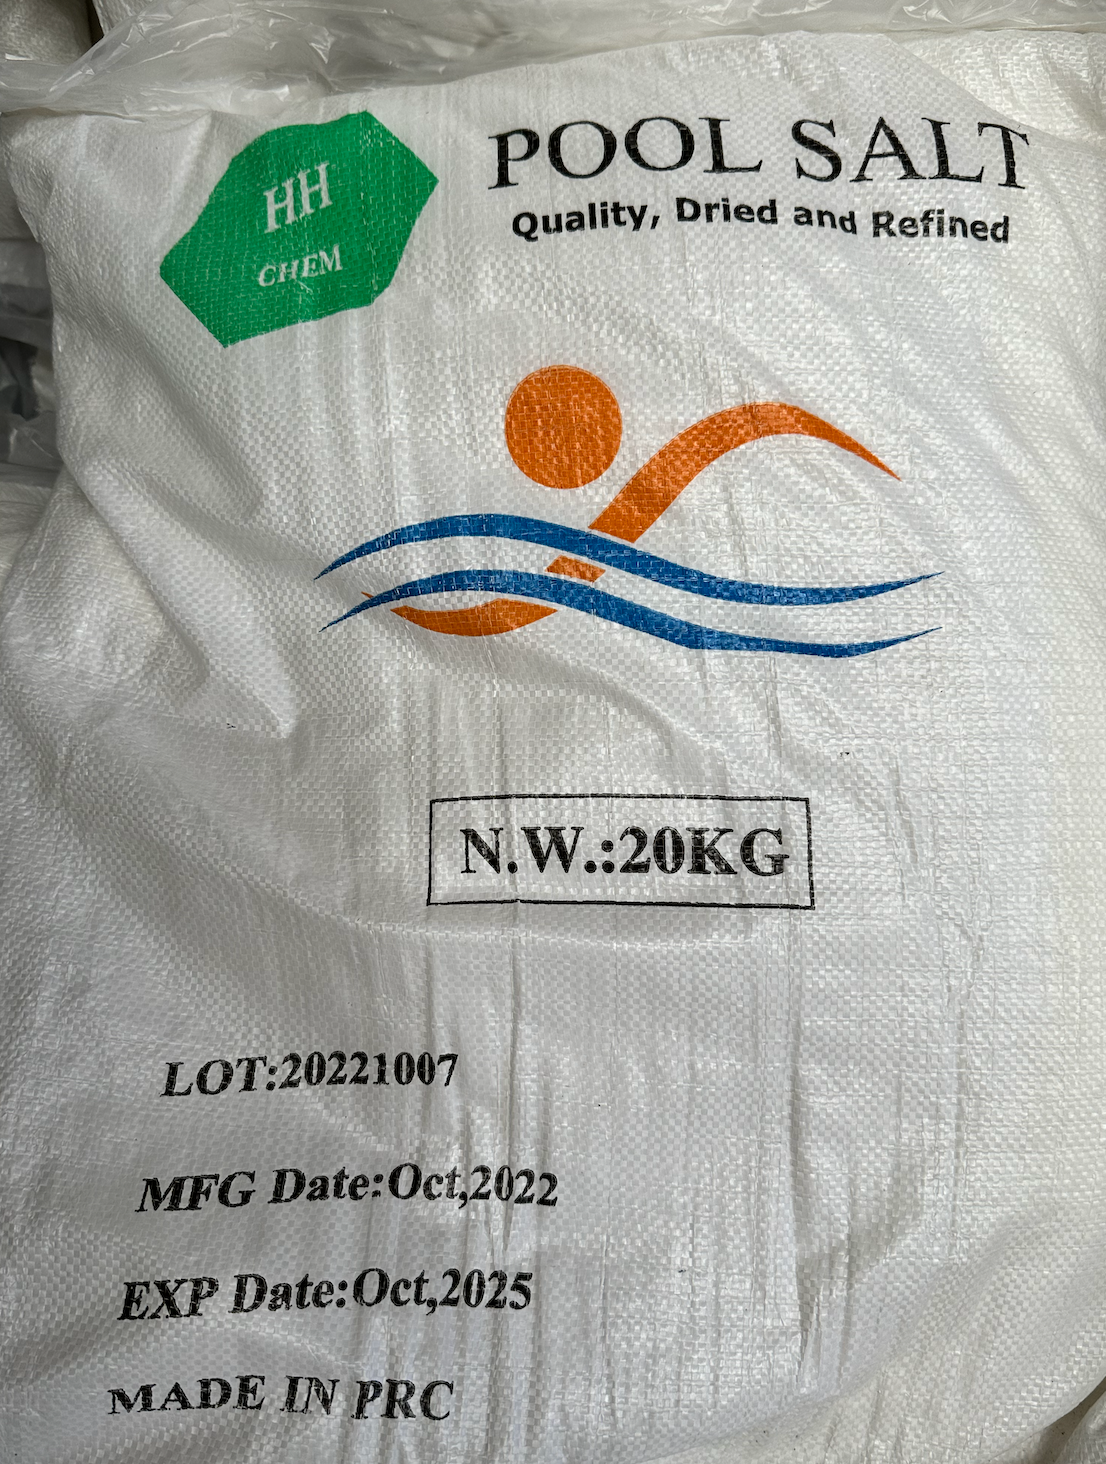 HH
CHEM
POOL SALT
Quality, Dried and Refined
N.W.:20KG
LOT:20221007
MFG Date:Oct,2022
EXP Date:Oct,2025
MADE IN PRC